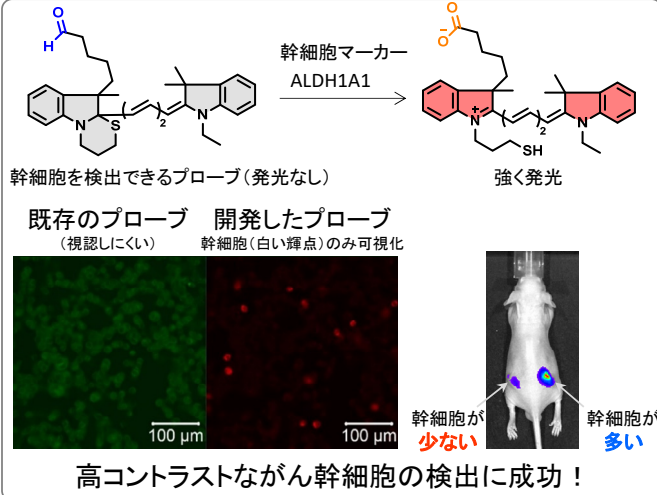 O
H
幹細胞マーカー
ALDH1A1
O
⁻O
N
S
2
N
N
+
2
N
SH
幹細胞を検出できるプローブ（発光なし）
強く発光
既存のプローブ
（視認しにくい）
開発したプローブ
幹細胞（白い輝点）のみ可視化
100 μm
100 μm
幹細胞が
少ない
幹細胞が
多い
高コントラストながん幹細胞の検出に成功！